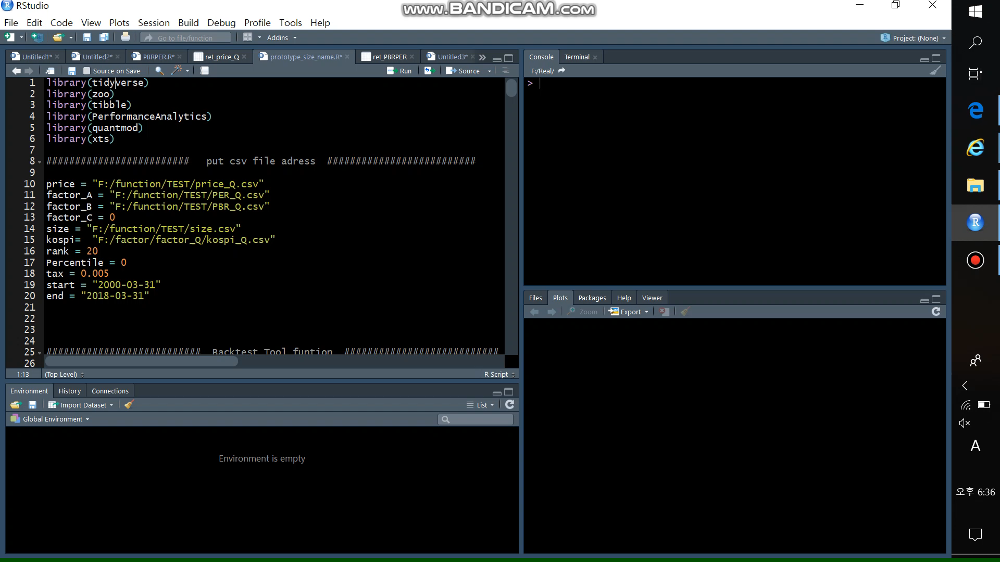 RStudio
www.BANDICAM.com
File Edit Code View Plots Session Build Debug Profile Tools Help
Go to file/function
Addins
Project: (None)
Untitled1* Untitled2* PBRPER.R* ret_price_Q prototype_size_name.R* ret_PBRPER Untitled3*
Source on Save
Run
Source
1 library(tidyverse)
2 library(zoo)
3 library(tibble)
4 library(PerformanceAnalytics)
5 library(quantmod)
6 library(xts)
7
8 ######################### put csv file adress ##########################
9
10 price = "F:/function/TEST/price_Q.csv"
11 factor_A = "F:/function/TEST/PER_Q.csv"
12 factor_B = "F:/function/TEST/PBR_Q.csv"
13 factor_C = 0
14 size = "F:/function/TEST/size.csv"
15 kospi=  "F:/factor/factor_Q/kospi_Q.csv"
16 rank = 20
17 Percentile = 0
18 tax = 0.005
19 start = "2000-03-31"
20 end = "2018-03-31"
21
22
23
24
25 ########################### Backtest Tool funtion ###########################
26
1:13 (Top Level) R Script
Environment History Connections
Import Dataset
List
Global Environment
Environment is empty
Console Terminal
F:/Real/
>
Files Plots Packages Help Viewer
Zoom
Export
A
오후 6:36